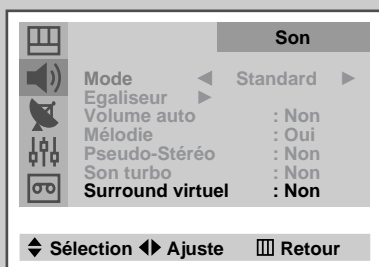 Son
Mode ◀ Standard ▶
Egaliseur ▶
Volume auto : Non
Mélodie : Oui
Pseudo-Stéréo : Non
Son turbo : Non
Surround virtuel : Non
Sélection Ajuste Retour